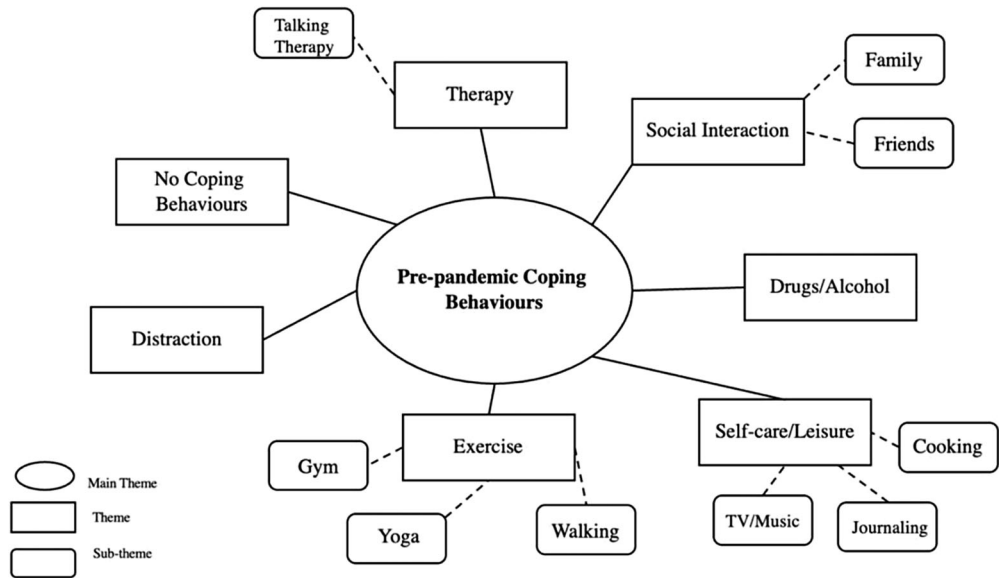 Talking
Therapy
Therapy
Family
Social Interaction
Friends
No Coping
Behaviours
Pre-pandemic Coping
Behaviours
Drugs/Alcohol
Distraction
Exercise
Self-care/Leisure
Gym
Cooking
Yoga
Walking
TV/Music
Journaling
Main Theme
Theme
Sub-theme